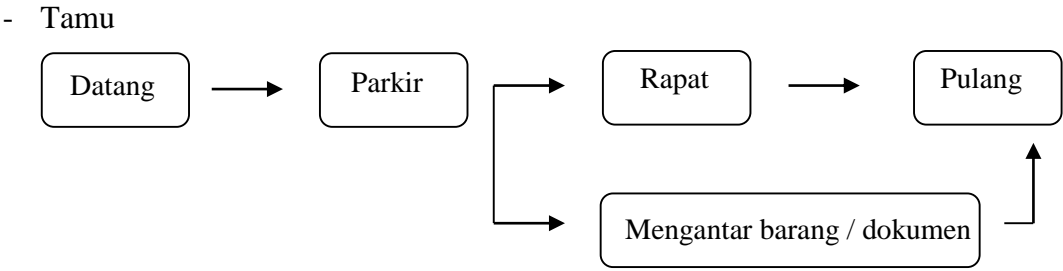 - Tamu
Datang
Parkir
Rapat
Pulang
Mengantar barang / dokumen